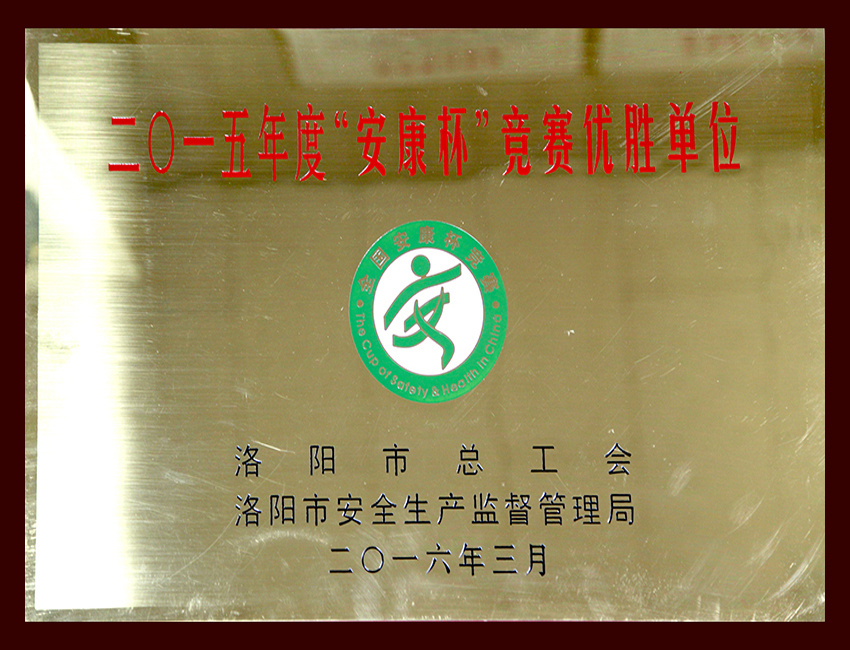 二〇一五年度“安康杯”竞赛优胜单位
全国安康杯竞赛
The Cup of Safety & Health in China
洛阳市总工会
洛阳市安全生产监督管理局
二〇一六年三月